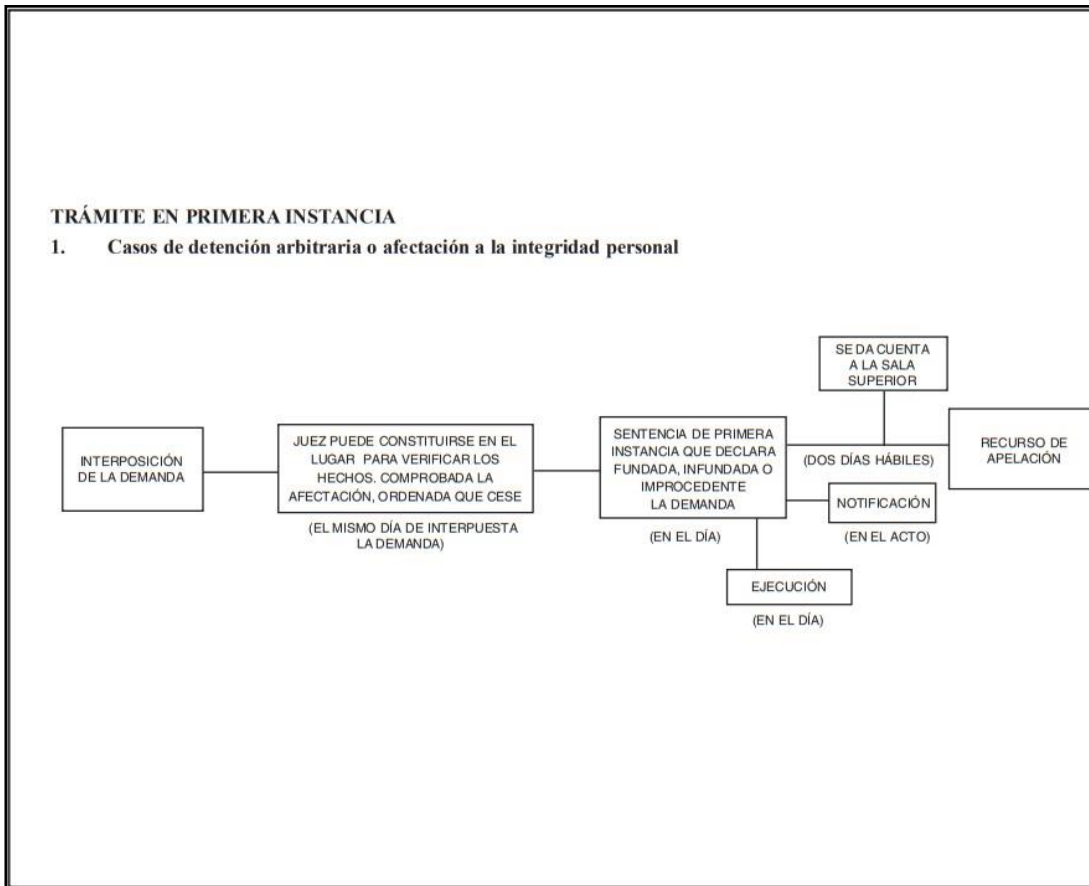 TRÁMITE EN PRIMERA INSTANCIA
1. Casos de detención arbitraria o afectación a la integridad personal
INTERPOSICIÓN
DE LA DEMANDA
JUEZ PUEDE CONSTITUIRSE EN EL
LUGAR PARA VERIFICAR LOS
HECHOS. COMPROBADA LA
AFECTACIÓN, ORDENADA QUE CESE
(EL MISMO DÍA DE INTERPUESTA
LA DEMANDA)
SENTENCIA DE PRIMERA
INSTANCIA QUE DECLARA
FUNDADA, INFUNDADA O
IMPROCEDENTE
LA DEMANDA
(EN EL DÍA)
SE DA CUENTA
A LA SALA
SUPERIOR
(DOS DÍAS HÁBILES)
RECURSO DE
APELACIÓN
NOTIFICACIÓN
(EN EL ACTO)
EJECUCIÓN
(EN EL DÍA)